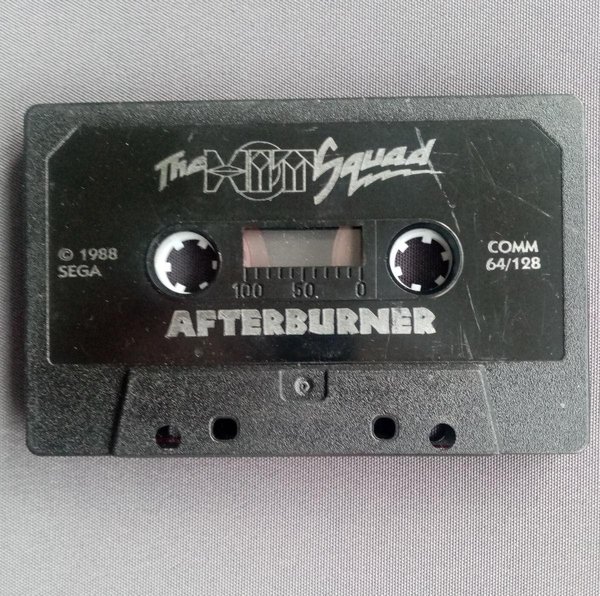 The Hit Squad
© 1988
SEGA
COMM
64/128
100 50. 0
AFTERBURNER